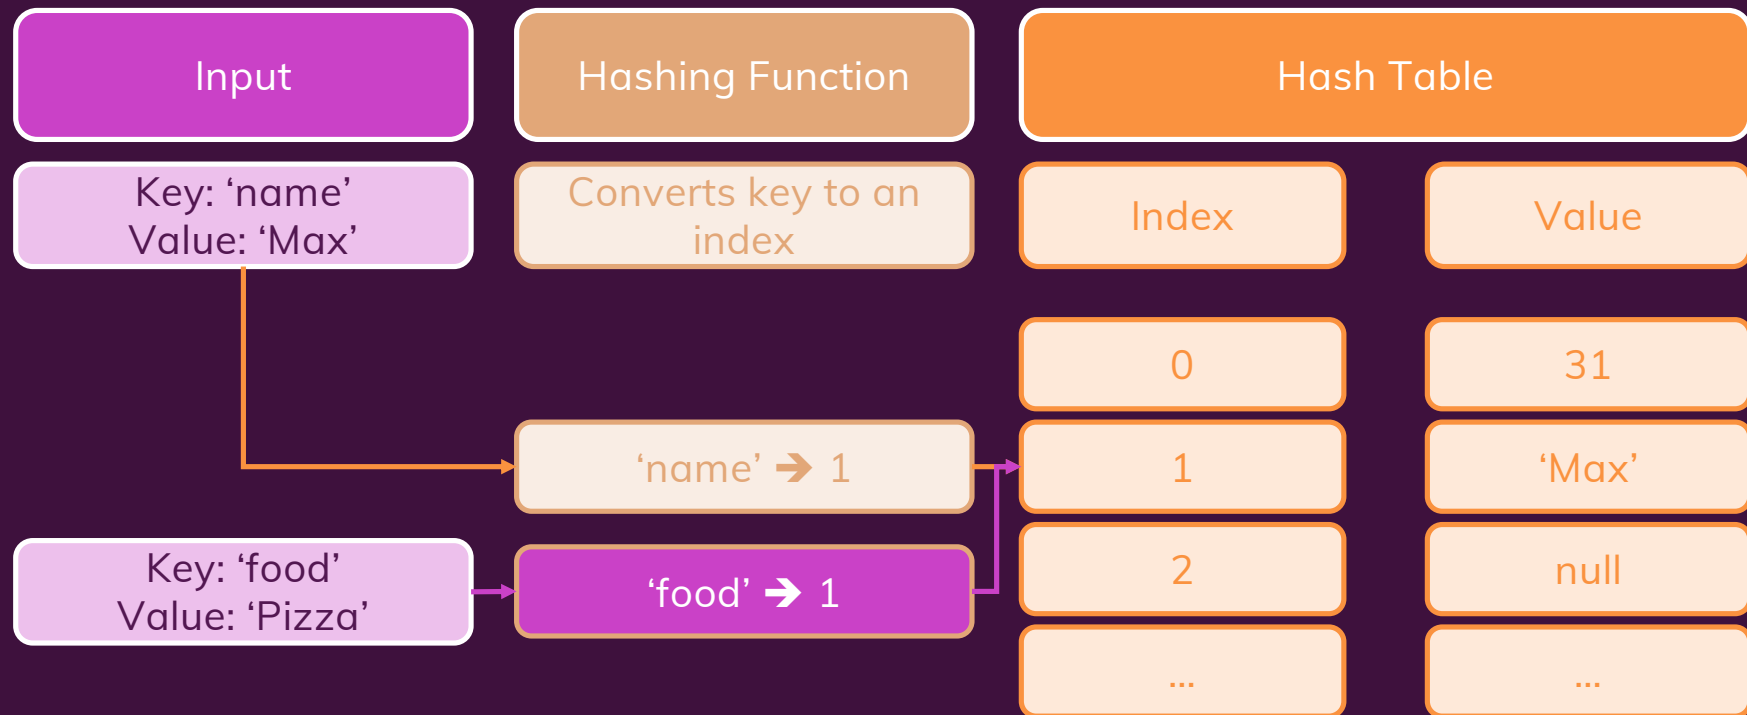 Input
Hashing Function
Hash Table
Key: ‘name’
Value: ‘Max’
Converts key to an
index
Index
Value
0
31
‘name’ ➔ 1
1
‘Max’
Key: ‘food’
Value: ‘Pizza’
‘food’ ➔ 1
2
null
...
...